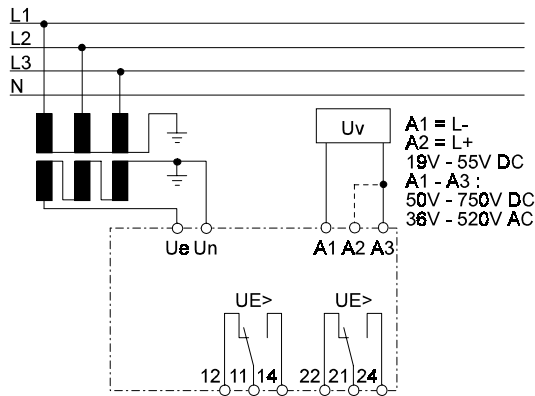 L1
L2
L3
N
Uv
A1 = L-
A2 = L+
19V - 55V DC
A1 - A3 :
50V - 750V DC
36V - 520V AC
Ue Un A1 A2 A3
UE> UE>
12 11 14 22 21 24